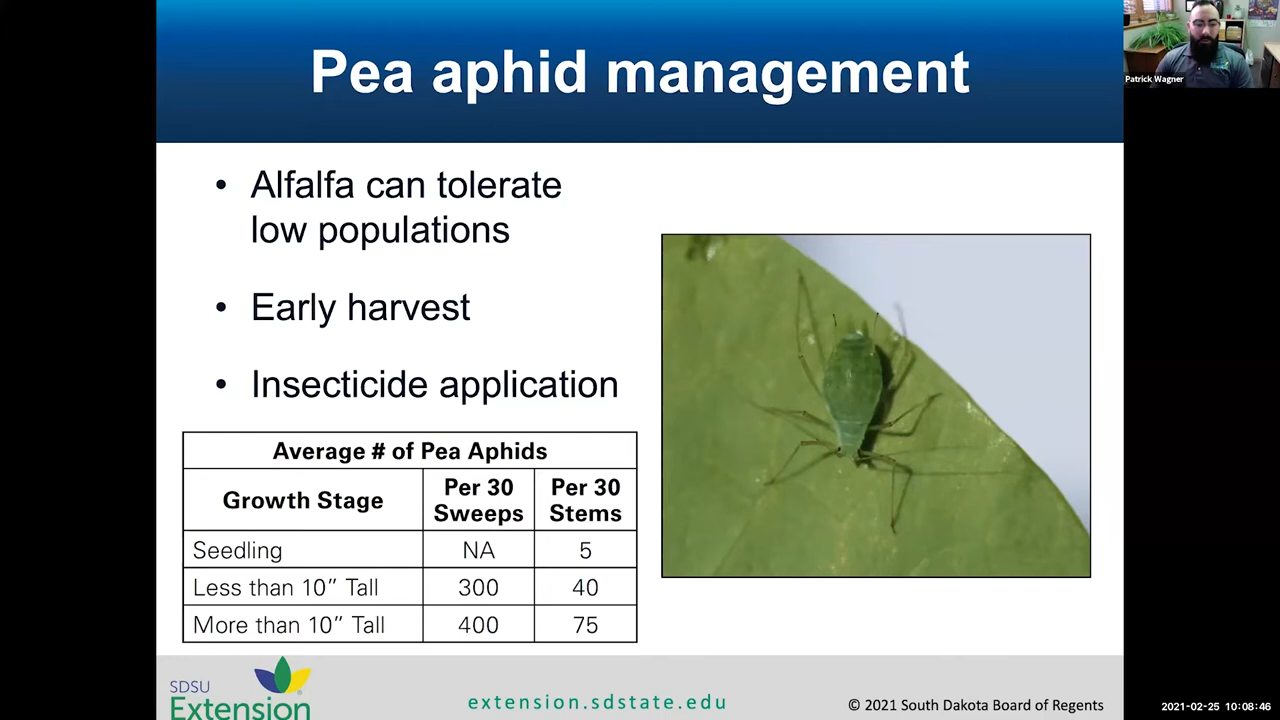 Pea aphid management
Patrick Wagner
• Alfalfa can tolerate
low populations
• Early harvest
• Insecticide application
Average # of Pea Aphids
Growth Stage Per 30 Sweeps Per 30 Stems
Seedling NA 5
Less than 10” Tall 300 40
More than 10” Tall 400 75
SDSU
Extension
extension.sdstate.edu
© 2021 South Dakota Board of Regents
2021-02-25 10:08:46